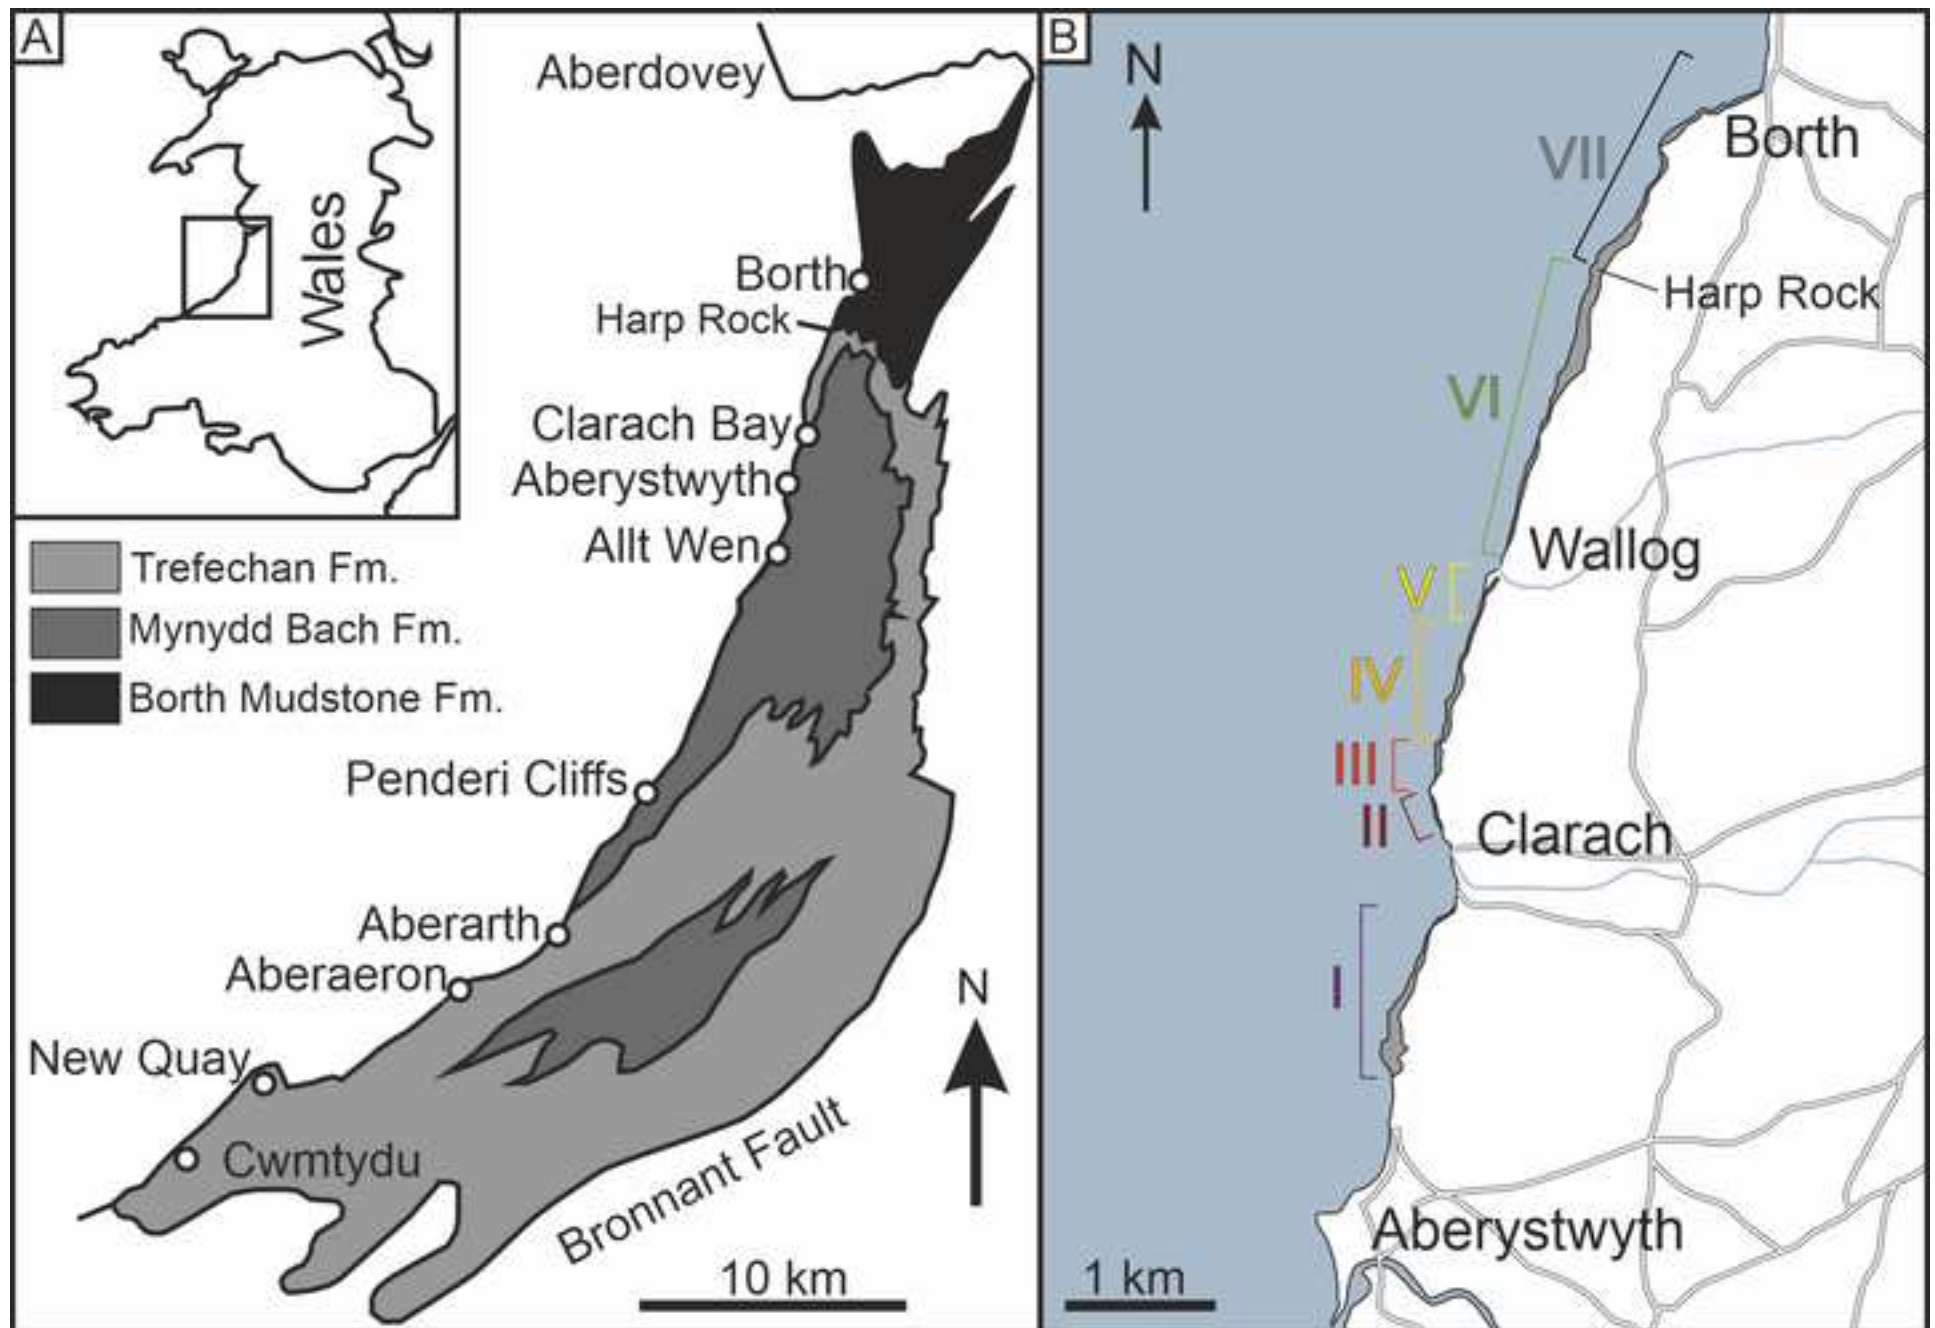 A
Wales
Aberdovey
Borth
Harp Rock
Clarach Bay
Aberystwyth
Allt Wen
Trefechan Fm.
Mynydd Bach Fm.
Borth Mudstone Fm.
Penderi Cliffs
Aberarth
Aberaeron
New Quay
Cwmtydu
Bronnant Fault
N
10 km
B
N
Borth
VII
Harp Rock
VI
Wallog
V
IV
III
II
Clarach
I
Aberystwyth
1 km